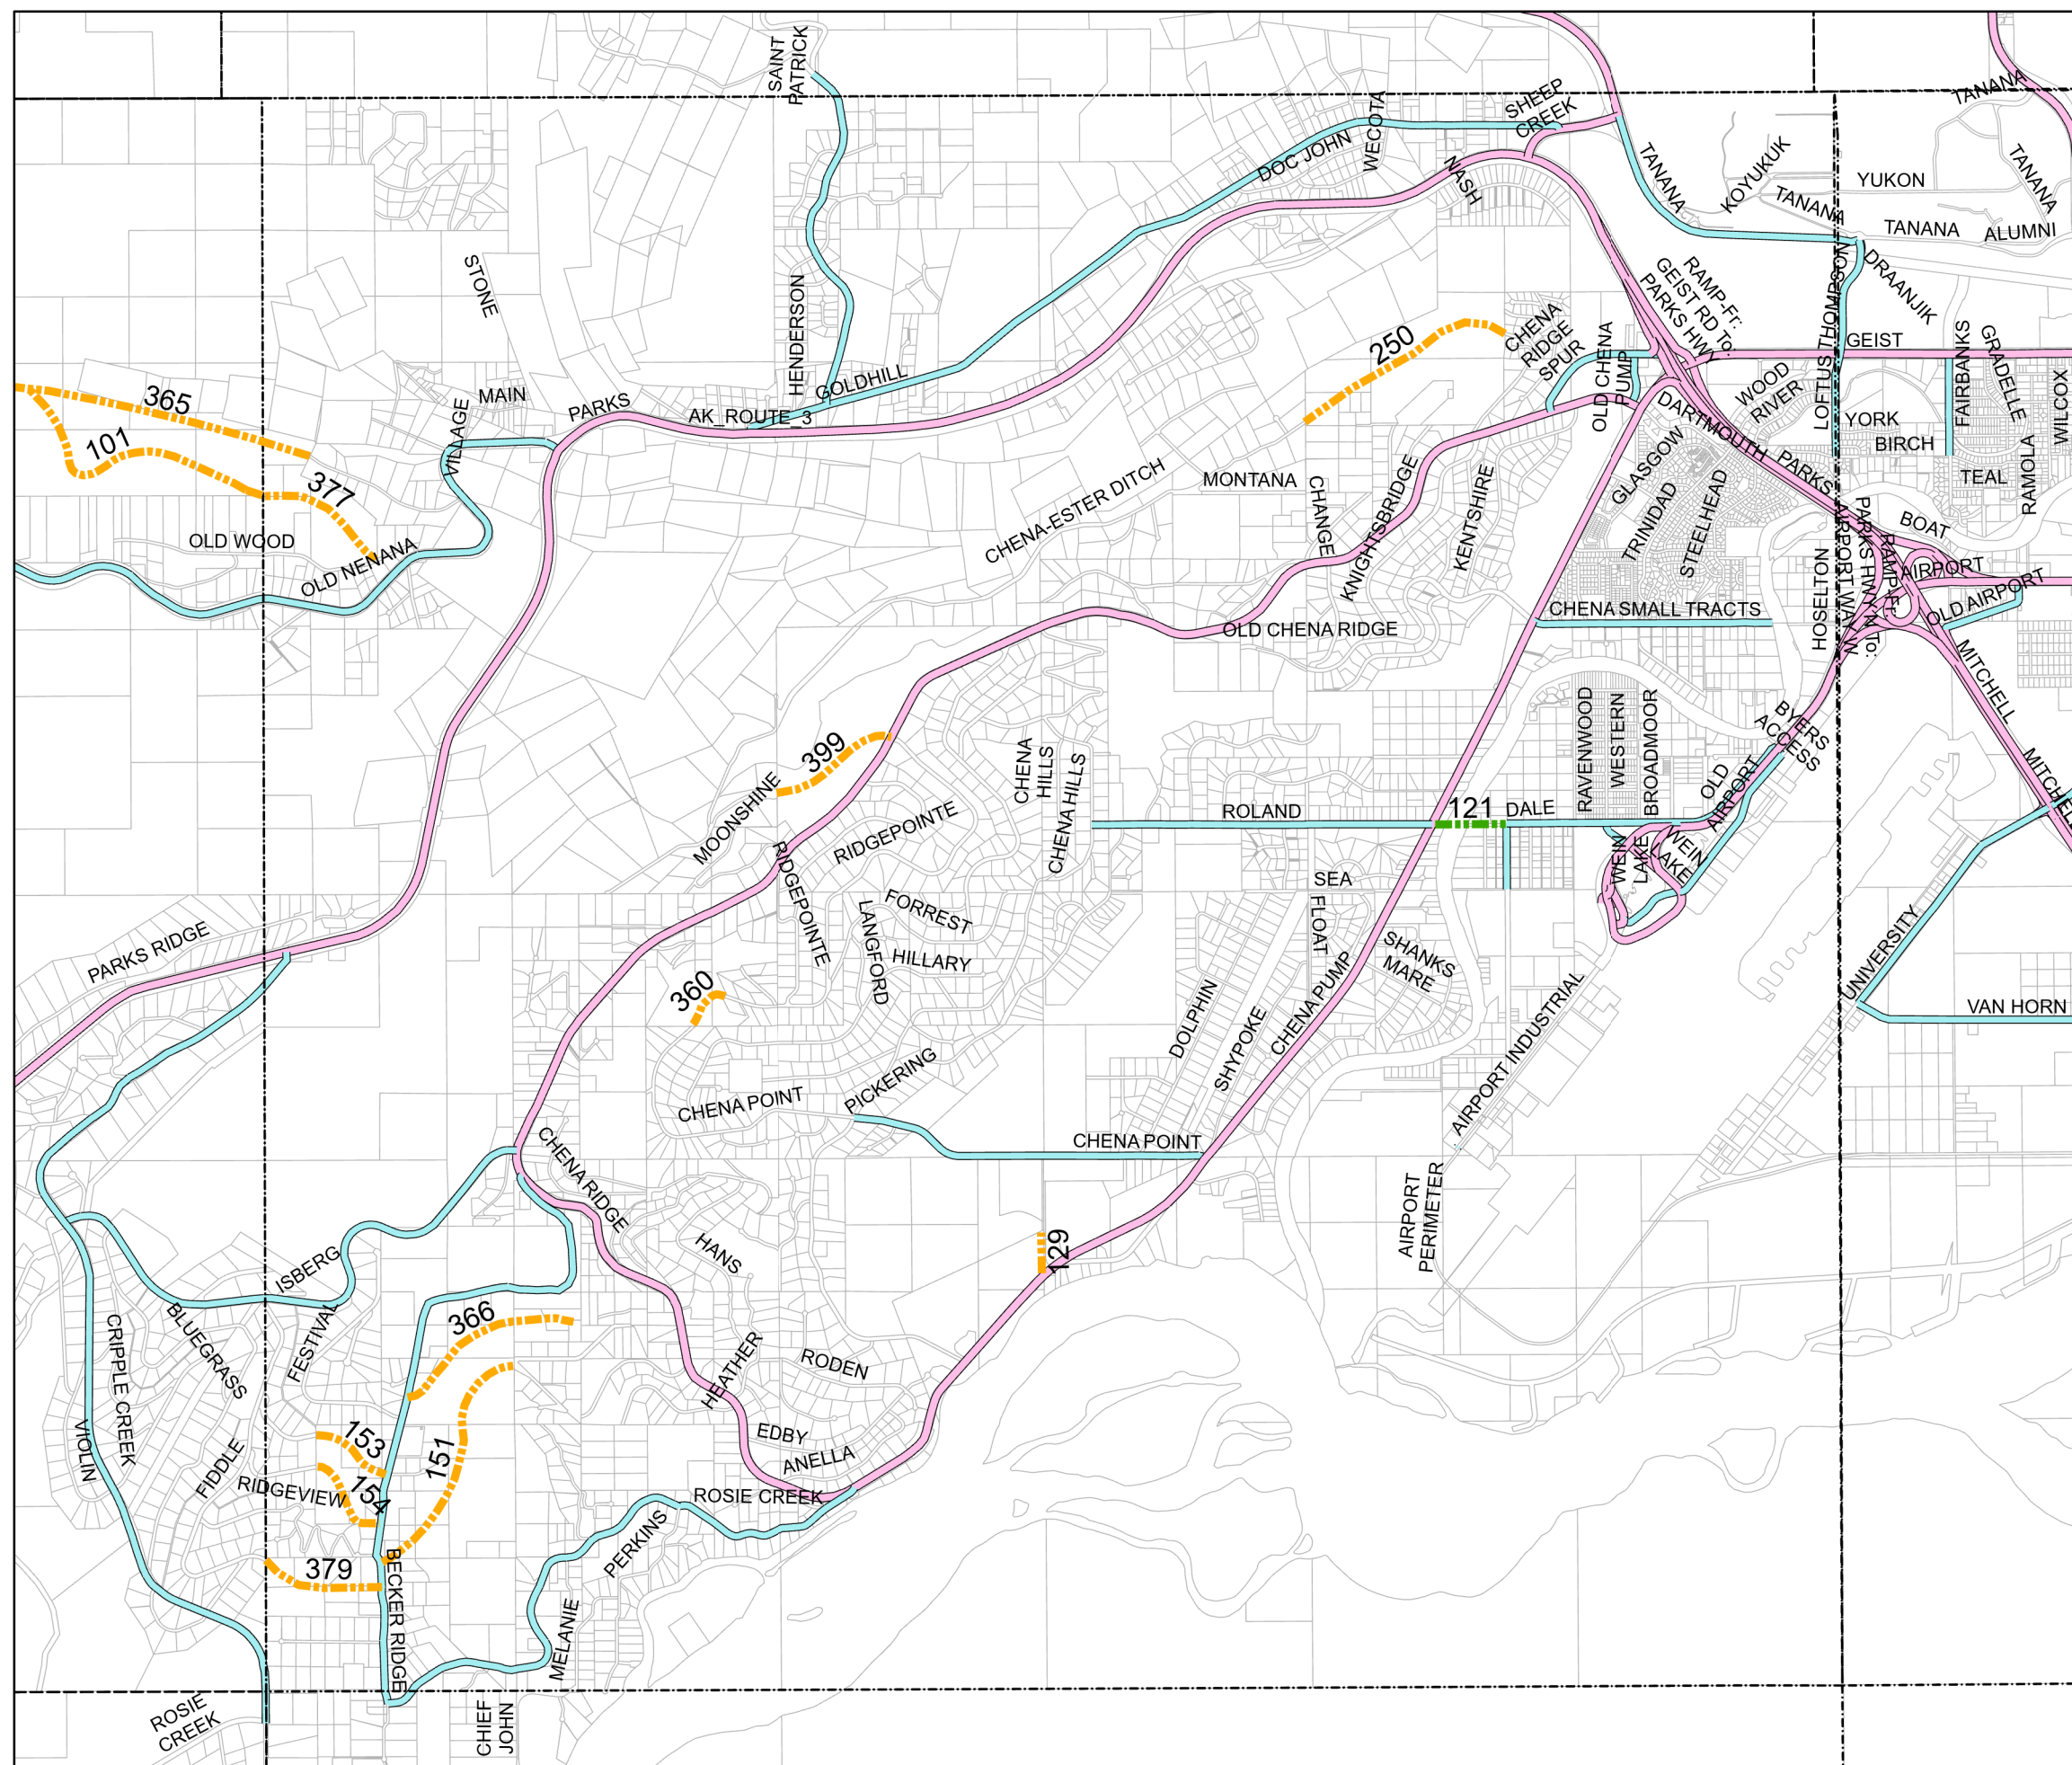 SAINT
PATRICK
SHEEP
CREEK
WECOTA
DOC JOHN
NASH
TANANA
TANANA
KOYUKUK
YUKON
TANANA
TANANA
TANANA
ALUMNI
DRAANJIK
LOFTUS THOMPSON
GEIST
RAMP-Fr:
GEIST RD To:
PARKS HWY
STONE
HENDERSON
GOLDHILL
AK_ROUTE_3
PARKS
MAIN
VILLAGE
365
101
377
OLD WOOD
OLD NENANA
250
CHENA
RIDGE
SPUR
OLD CHENA
PUMP
WOOD
RIVER
DARTMOUTH
PARKS
GLASGOW
TRINIDAD
STEELHEAD
YORK
BIRCH
FAIRBANKS
GRADELLE
WILCOX
TEAL
RAMOLA
BOAT
AIRPORT
OLD AIRPORT
HOSELTON
AIRPORT WAY N
PARKS HWY N To:
RAMP-Fr:
MITCHELL
MITCHELL
CHENA-ESTER DITCH
MONTANA
CHANGE
KNIGHTSBRIDGE
KENTSHIRE
CHENA SMALL TRACTS
OLD CHENA RIDGE
399
MOONSHINE
RIDGEPOINTE
RIDGEPOINTE
CHENA
HILLS
CHENA HILLS
ROLAND
121
DALE
RAVENWOOD
WESTERN
BROADMOOR
OLD
AIRPORT
BYERS
ACCESS
WEIN
LAKE
WEIN
LAKE
SEA
FLOAT
SHANKS
MARE
FORREST
LANGFORD
HILLARY
360
PARKS RIDGE
DOLPHIN
SHYPOKE
CHENA PUMP
AIRPORT INDUSTRIAL
UNIVERSITY
VAN HORN
CHENA POINT
PICKERING
CHENA POINT
AIRPORT
PERIMETER
CHENA RIDGE
HANS
129
ISBERG
FESTIVAL
BLUEGRASS
CRIPPLE CREEK
VIOLIN
FIDDLE
RIDGEVIEW
366
153
154
151
379
HEATHER
RODEN
EDBY
ANELLA
ROSIE CREEK
PERKINS
MELANIE
BECKER RIDGE
CHIEF
JOHN
ROSIE
CREEK